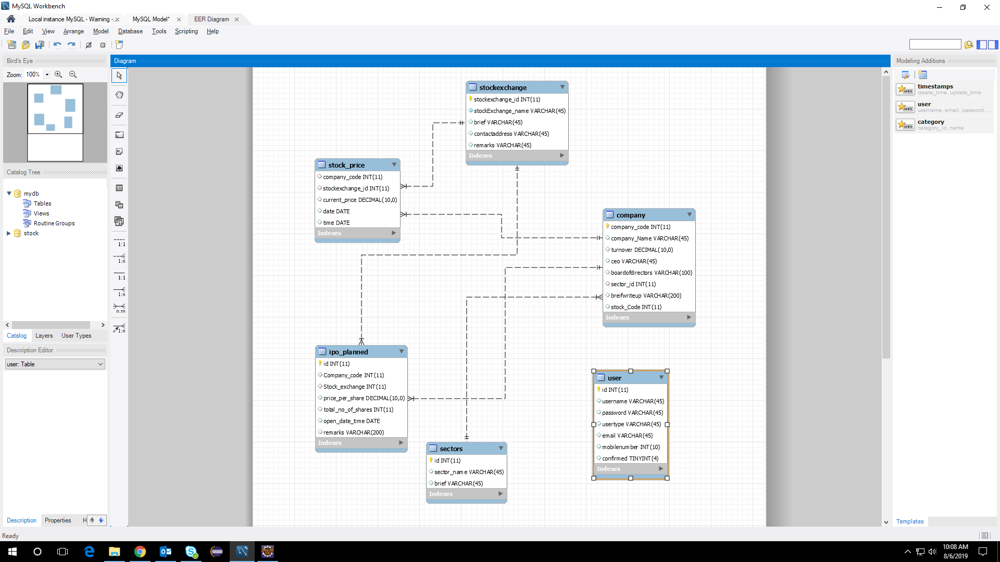 MySQL Workbench
Local instance MySQL - Warning -...
MySQL Model*
EER Diagram
File Edit View Arrange Model Database Tools Scripting Help
Bird's Eye
Zoom: 100%
Catalog Tree
mydb
Tables
Views
Routine Groups
stock
Catalog Layers User Types
Description Editor
user: Table
Description Properties H
Ready
Diagram
1:1
1:n
1:1
1:n
n:m
1:n
stockexchange
stockexchange_id INT(11)
stockExchange_name VARCHAR(45)
brief VARCHAR(45)
contactaddress VARCHAR(45)
remarks VARCHAR(45)
Indexes
stock_price
company_code INT(11)
stockexchange_id INT(11)
current_price DECIMAL(10,0)
date DATE
time DATE
Indexes
company
company_code INT(11)
company_Name VARCHAR(45)
turnover DECIMAL(10,0)
ceo VARCHAR(45)
boardofdirectors VARCHAR(100)
sector_id INT(11)
breifwriteup VARCHAR(200)
stock_Code INT(11)
Indexes
ipo_planned
id INT(11)
Company_code INT(11)
Stock_exchange INT(11)
price_per_share DECIMAL(10,0)
total_no_of_shares INT(11)
open_date_time DATE
remarks VARCHAR(200)
Indexes
user
id INT(11)
username VARCHAR(45)
password VARCHAR(45)
usertype VARCHAR(45)
email VARCHAR(45)
mobilenumber INT(10)
confirmed TINYINT(4)
Indexes
sectors
id INT(11)
sector_name VARCHAR(45)
brief VARCHAR(45)
Indexes
Modeling Additions
timestamps
create_time, update_time
user
username, email, password, ...
category
category_id, name
MWB
MWB
MWB
Templates
10:08 AM
8/6/2019